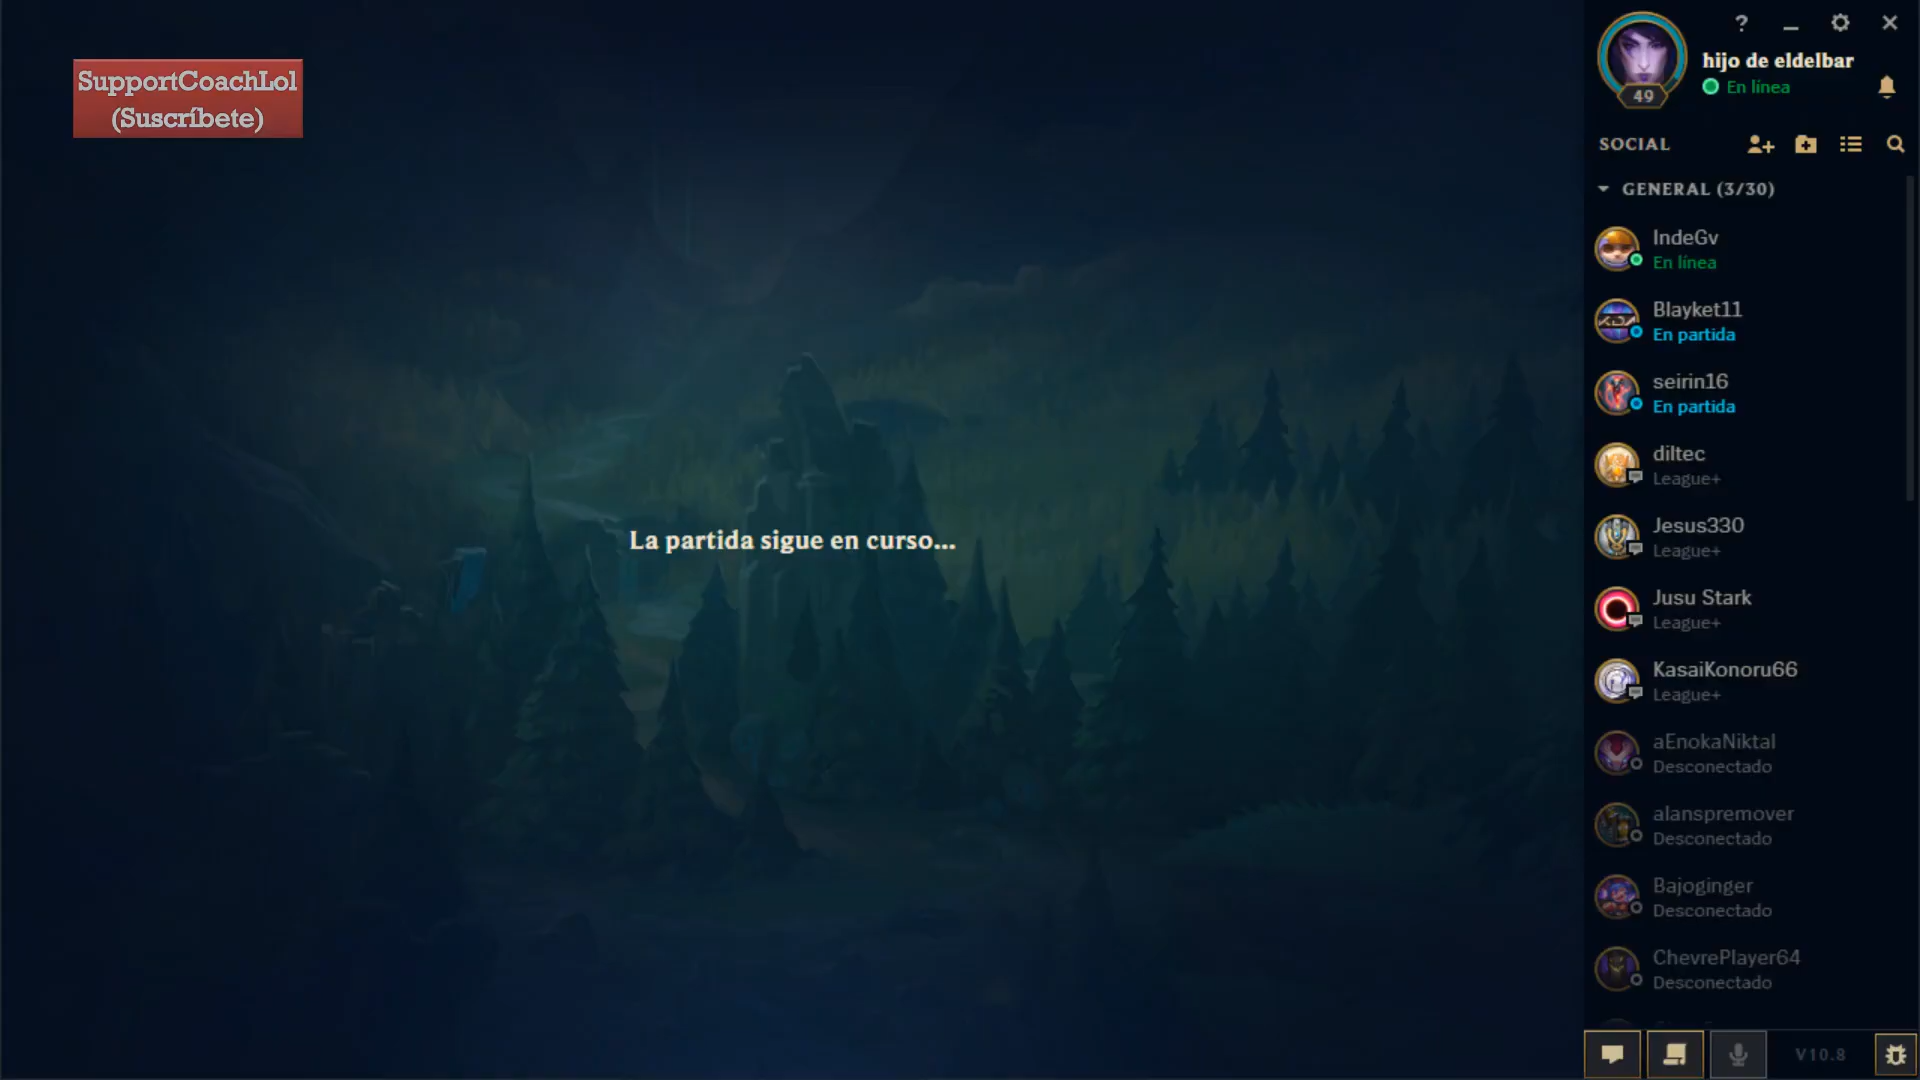 SupportCoachLol
(Suscríbete)
La partida sigue en curso...
?
49
hijo de eldelbar
En línea
SOCIAL
GENERAL (3/30)
IndeGv
En línea
Blayket11
En partida
seirin16
En partida
diltec
League+
Jesus330
League+
Jusu Stark
League+
KasaiKonoru66
League+
aEnokaNiktal
Desconectado
alanspremover
Desconectado
Bajoginger
Desconectado
ChevrePlayer64
Desconectado
V10.8